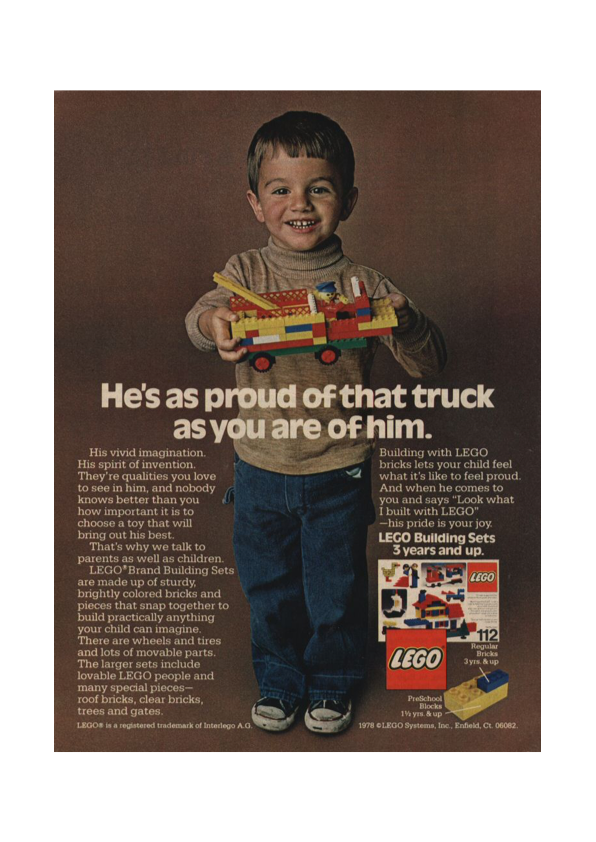 He's as proud of that truck
as you are of him.
His vivid imagination.
His spirit of invention.
They're qualities you love
to see in him, and nobody
knows better than you
how important it is to
choose a toy that will
bring out his best.
That's why we talk to
parents as well as children.
LEGO® Brand Building Sets
are made up of sturdy,
brightly colored bricks and
pieces that snap together to
build practically anything
your child can imagine.
There are wheels and tires
and lots of movable parts.
The larger sets include
lovable LEGO people and
many special pieces—
roof bricks, clear bricks,
trees and gates.
Building with LEGO
bricks lets your child feel
what it's like to feel proud.
And when he comes to
you and says "Look what
I built with LEGO"
—his pride is your joy.
LEGO Building Sets
3 years and up.
LEGO
112
LEGO
Regular
Bricks
3 yrs. & up
PreSchool
Blocks
1½ yrs. & up
LEGO® is a registered trademark of Interlego A.G.
1978 ©LEGO Systems, Inc., Enfield, Ct. 06082.